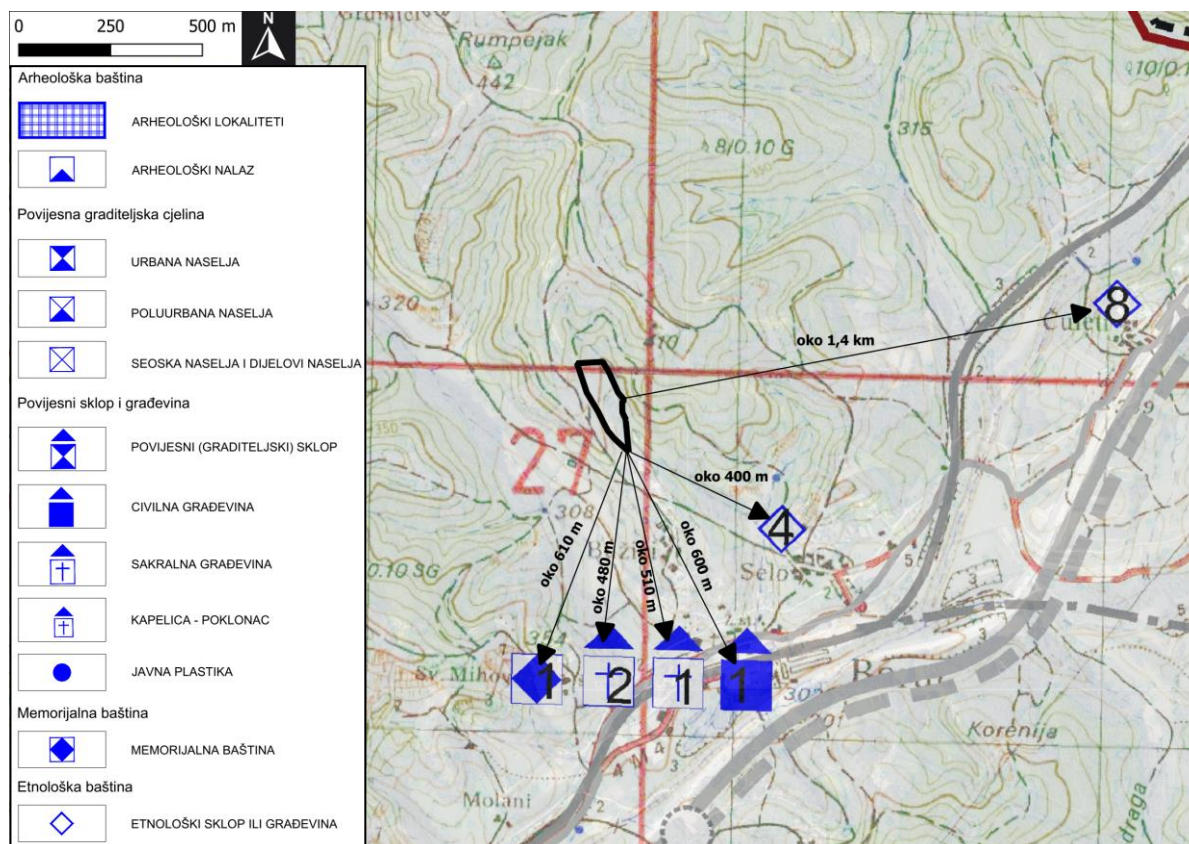 0 250 500 m
N
Arheološka baština
ARHEOLOŠKI LOKALITETI
ARHEOLOŠKI NALAZ
Povijesna graditeljska cjelina
URBANA NASELJA
POLUURBANA NASELJA
SEOSKA NASELJA I DIJELOVI NASELJA
Povijesni sklop i građevina
POVIJESNI (GRADITELJSKI) SKLOP
CIVILNA GRAĐEVINA
SAKRALNA GRAĐEVINA
KAPELICA - POKLONAC
JAVNA PLASTIKA
Memorijalna baština
MEMORIJALNA BAŠTINA
Etnološka baština
ETNOLOŠKI SKLOP ILI GRAĐEVINA
Rumpejak
442
315
8/0.10 G
320
410
oko 1,4 km
8
27
308
oko 400 m
4
Selo
oko 610 m
oko 480 m
oko 510 m
oko 600 m
1
2
1
1
Korenija
Molani
draga